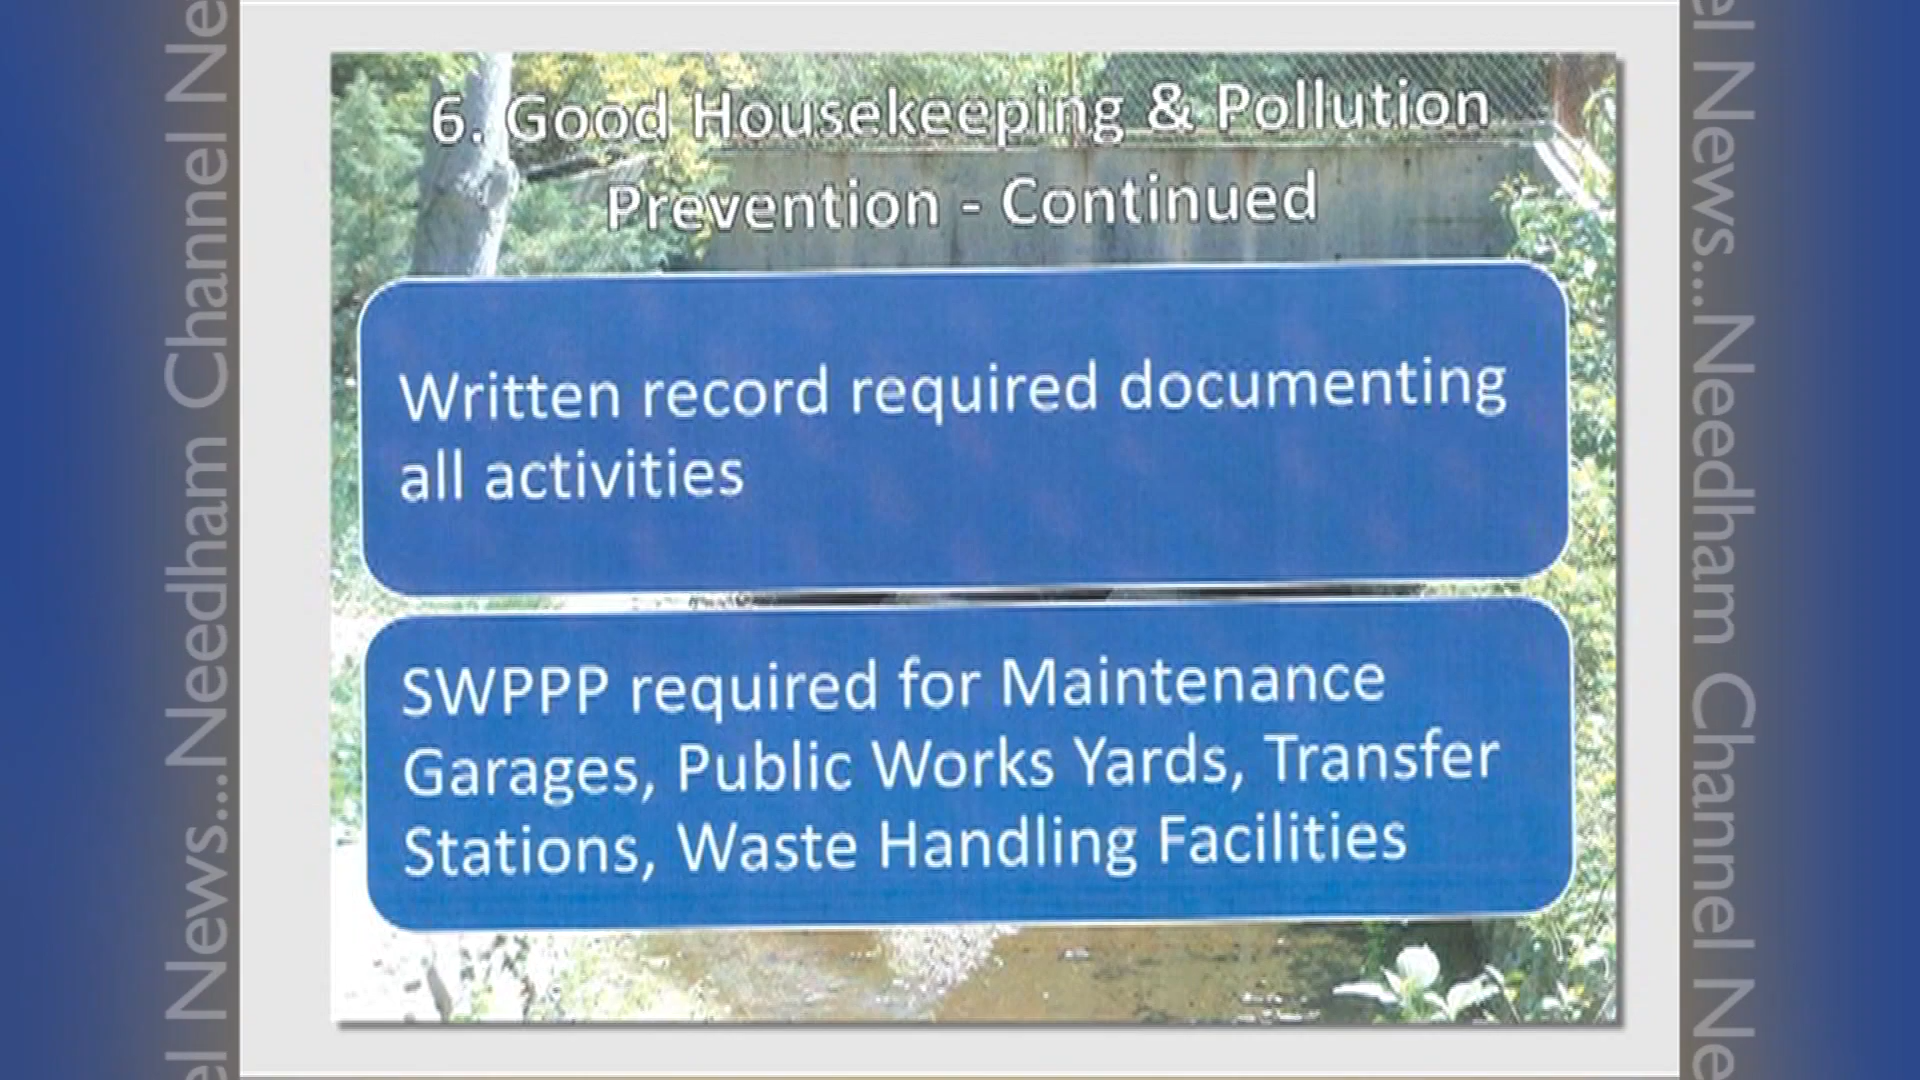 6. Good Housekeeping & Pollution
Prevention - Continued
Written record required documenting
all activities
SWPPP required for Maintenance
Garages, Public Works Yards, Transfer
Stations, Waste Handling Facilities
el News...Needham Channel Ne
el News...Needham Channel Ne